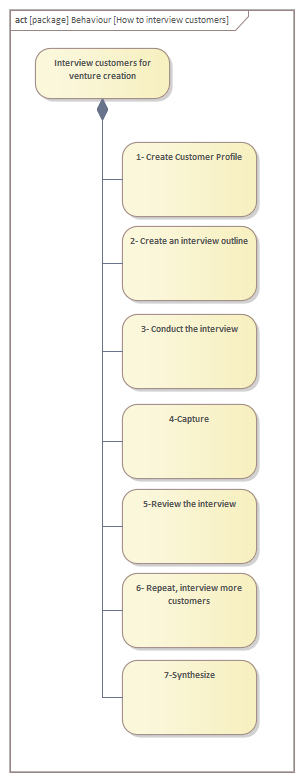 act [package] Behaviour [How to interview customers]
Interview customers for
venture creation
1- Create Customer Profile
2- Create an interview outline
3- Conduct the interview
4-Capture
5-Review the interview
6- Repeat, interview more
customers
7-Synthesize